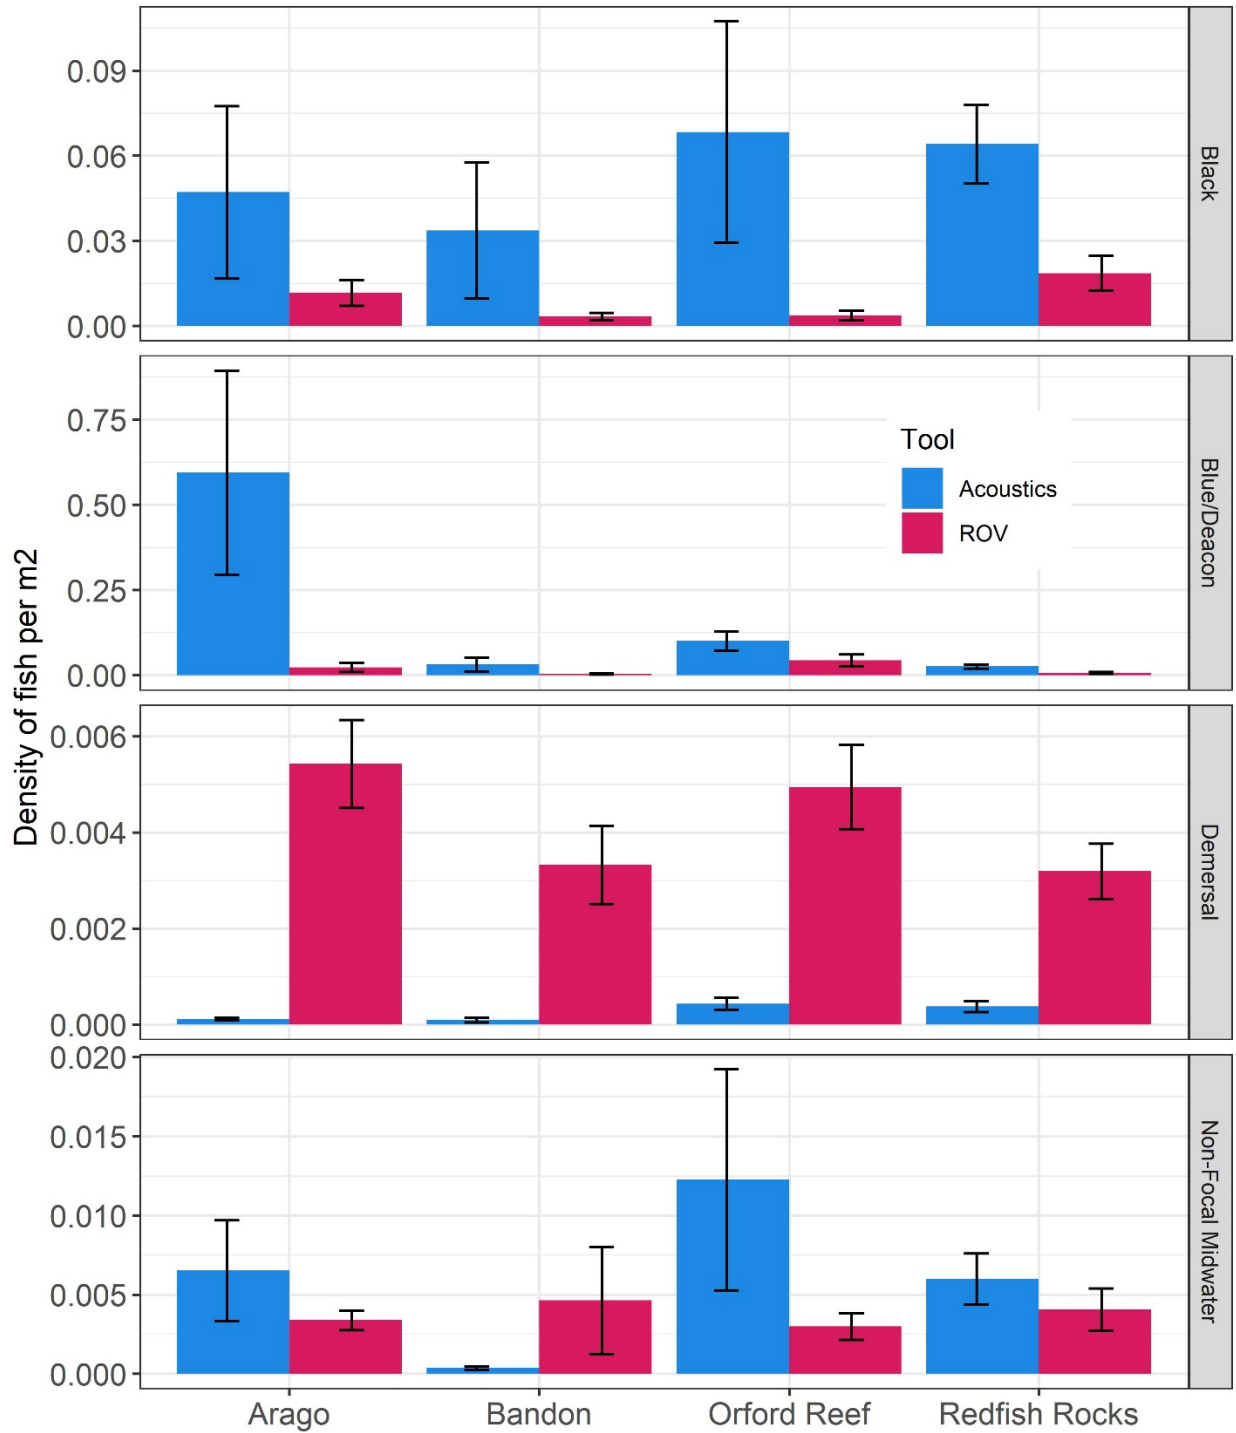 Density of fish per m2
0.09
0.06
0.03
0.00
Black
0.75
0.50
0.25
0.00
Tool
Acoustics
ROV
Blue/Deacon
0.006
0.004
0.002
0.000
Demersal
0.020
0.015
0.010
0.005
0.000
Non-Focal Midwater
Arago
Bandon
Orford Reef
Redfish Rocks